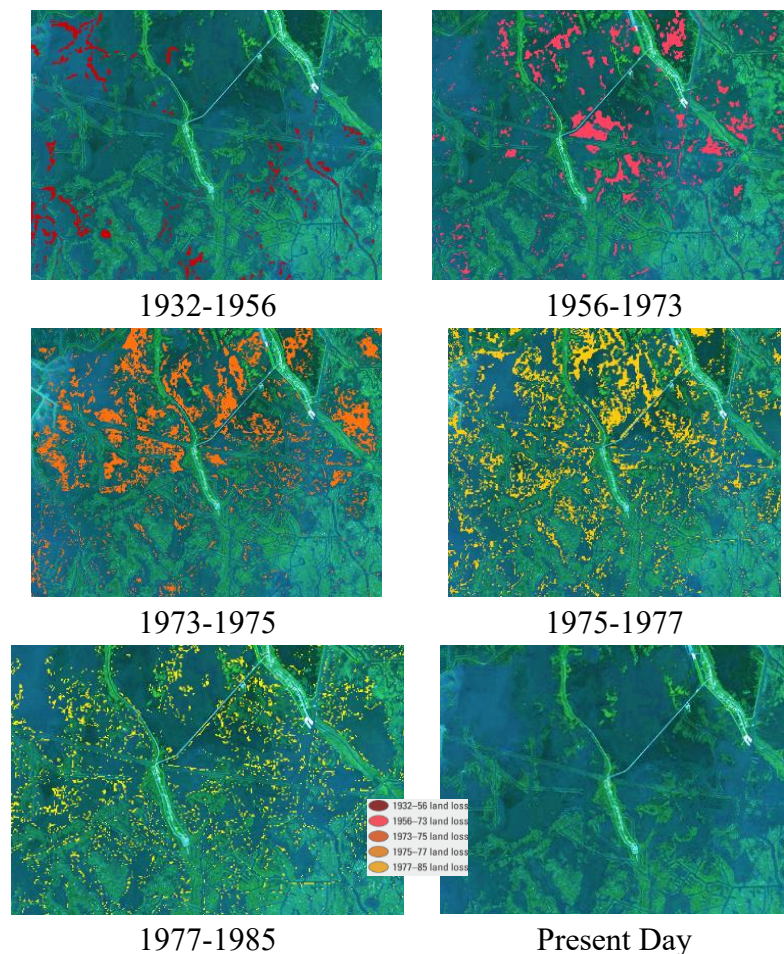 1932-1956
1956-1973
1973-1975
1975-1977
1932–56 land loss
1956–73 land loss
1973–75 land loss
1975–77 land loss
1977–85 land loss
1977-1985
Present Day